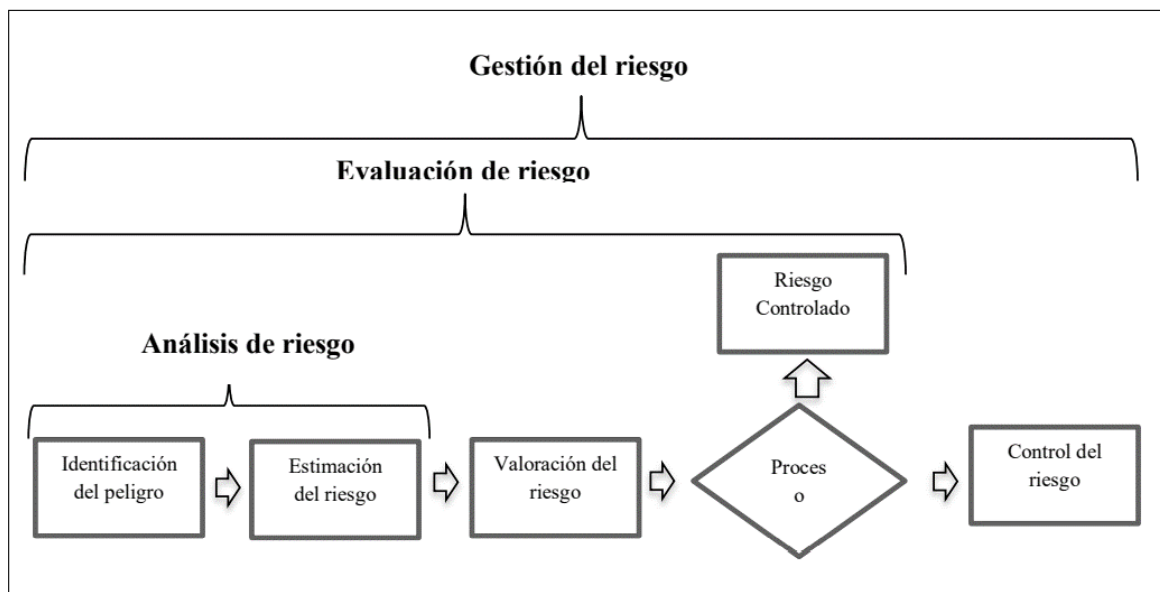 Gestión del riesgo
Evaluación de riesgo
Riesgo
Controlado
Análisis de riesgo
Identificación
del peligro
Estimación
del riesgo
Valoración del
riesgo
Proces
o
Control del
riesgo